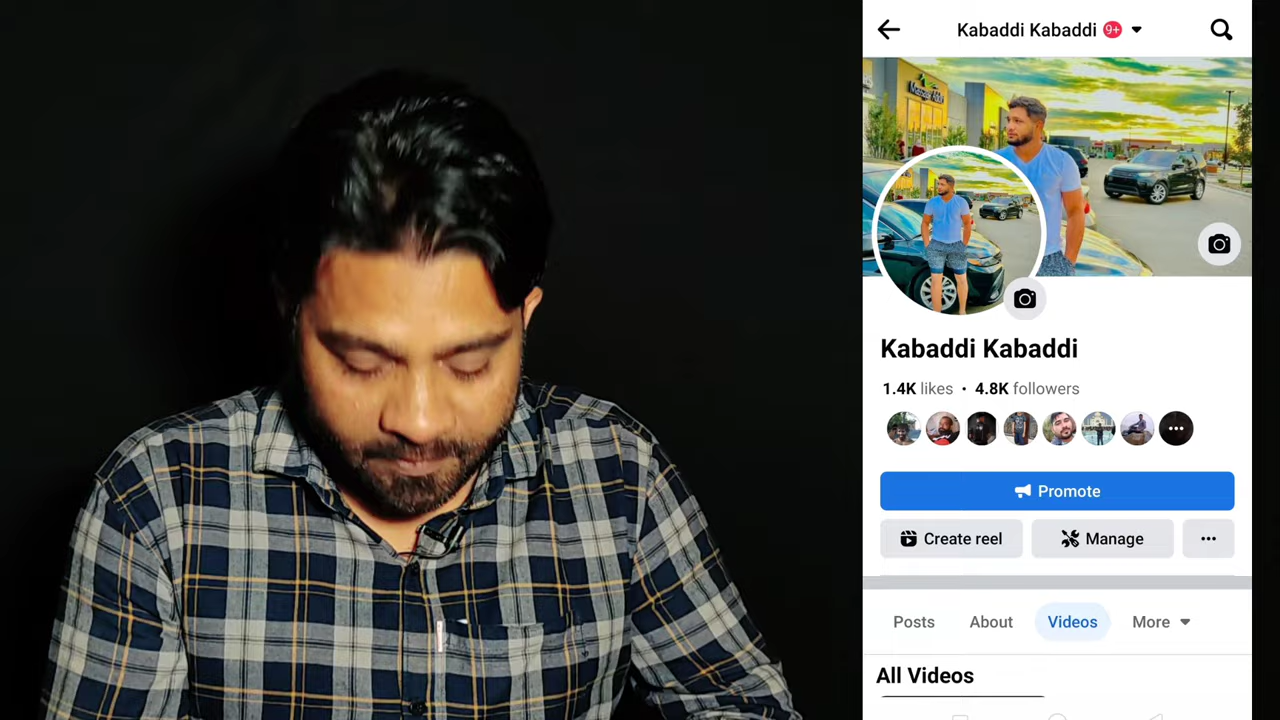 Kabaddi Kabaddi 9+
Kabaddi Kabaddi
1.4K likes • 4.8K followers
Promote
Create reel
Manage
Posts
About
Videos
More
All Videos